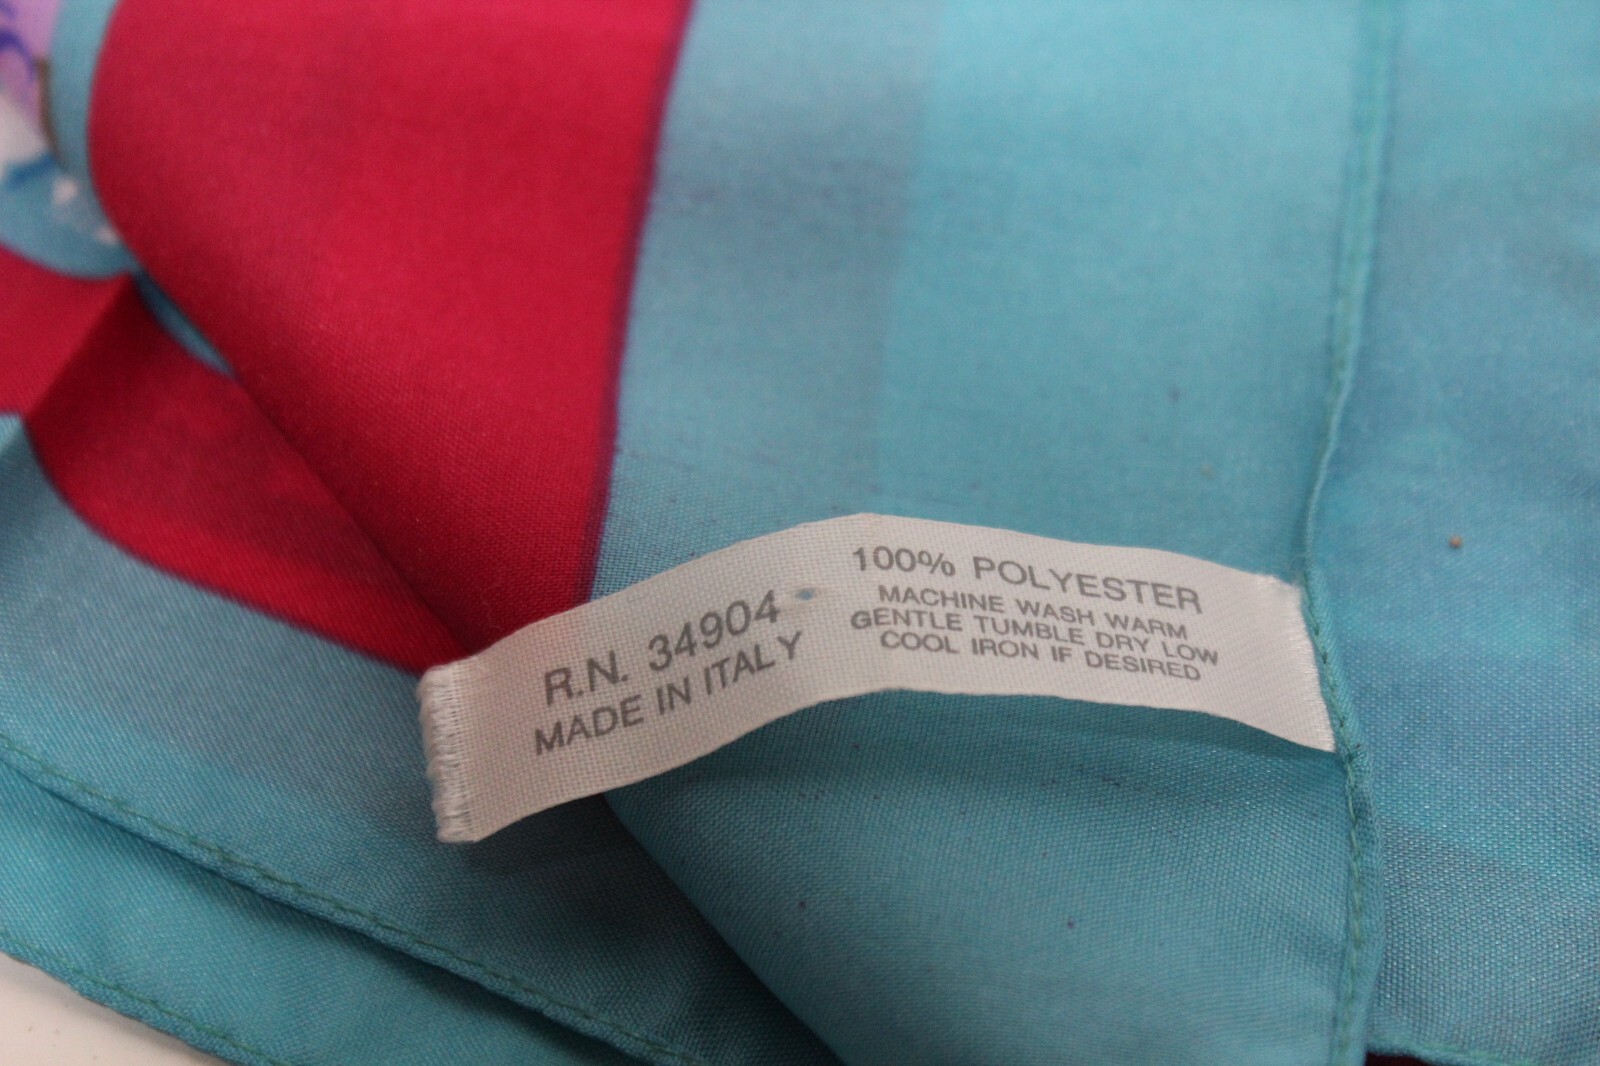 R.N. 34904
MADE IN ITALY
100% POLYESTER
MACHINE WASH WARM
GENTLE TUMBLE DRY LOW
COOL IRON IF DESIRED